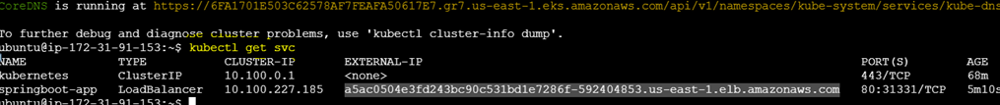 CoreDNS is running at https://6FA1701E503C62578AF7FEAFA50617E7.gr7.us-east-1.eks.amazonaws.com/api/v1/namespaces/kube-system/services/kube-dns
To further debug and diagnose cluster problems, use 'kubectl cluster-info dump'.
ubuntu@ip-172-31-91-153:~$ kubectl get svc
NAME TYPE CLUSTER-IP EXTERNAL-IP PORT(S) AGE
kubernetes ClusterIP 10.100.0.1 <none> 443/TCP 68m
springboot-app LoadBalancer 10.100.227.185 a5ac0504e3fd243bc90c531bd1e7286f-592404853.us-east-1.elb.amazonaws.com 80:31331/TCP 5m10s
ubuntu@ip-172-31-91-153:~$